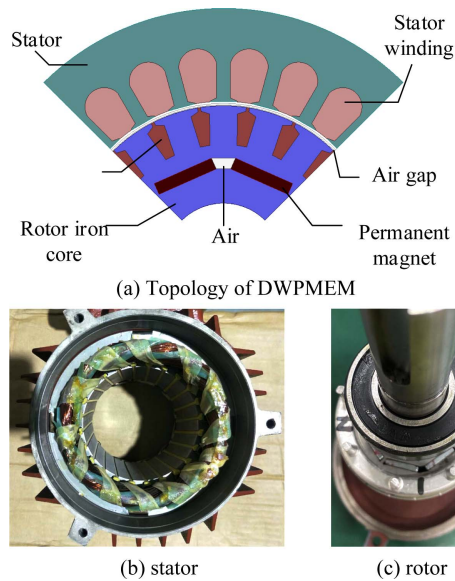 Stator
Stator
winding
Air gap
Rotor iron
core
Air
Permanent
magnet
(a) Topology of DWPMEM
(b) stator
(c) rotor